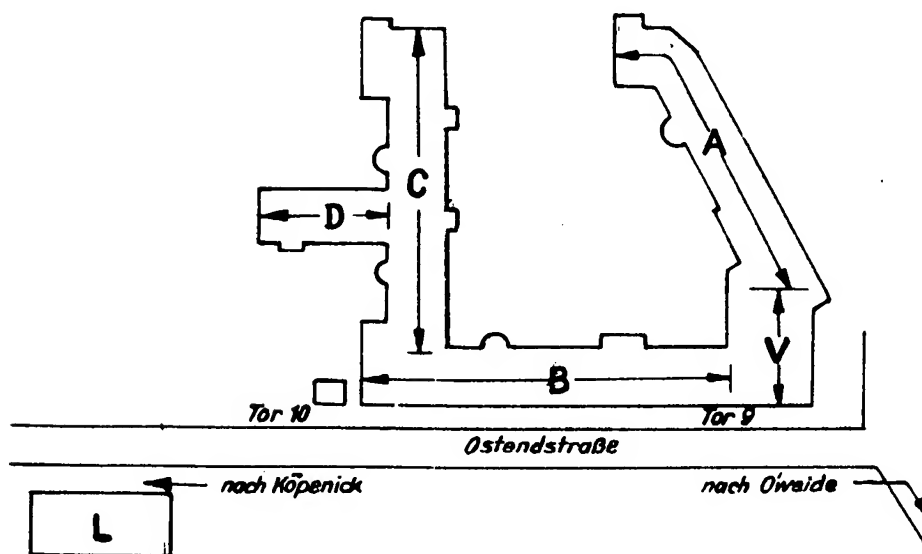 A
C
D
V
B
Tor 10
Tor 9
Ostendstraße
nach Köpenick
nach O'weide
L